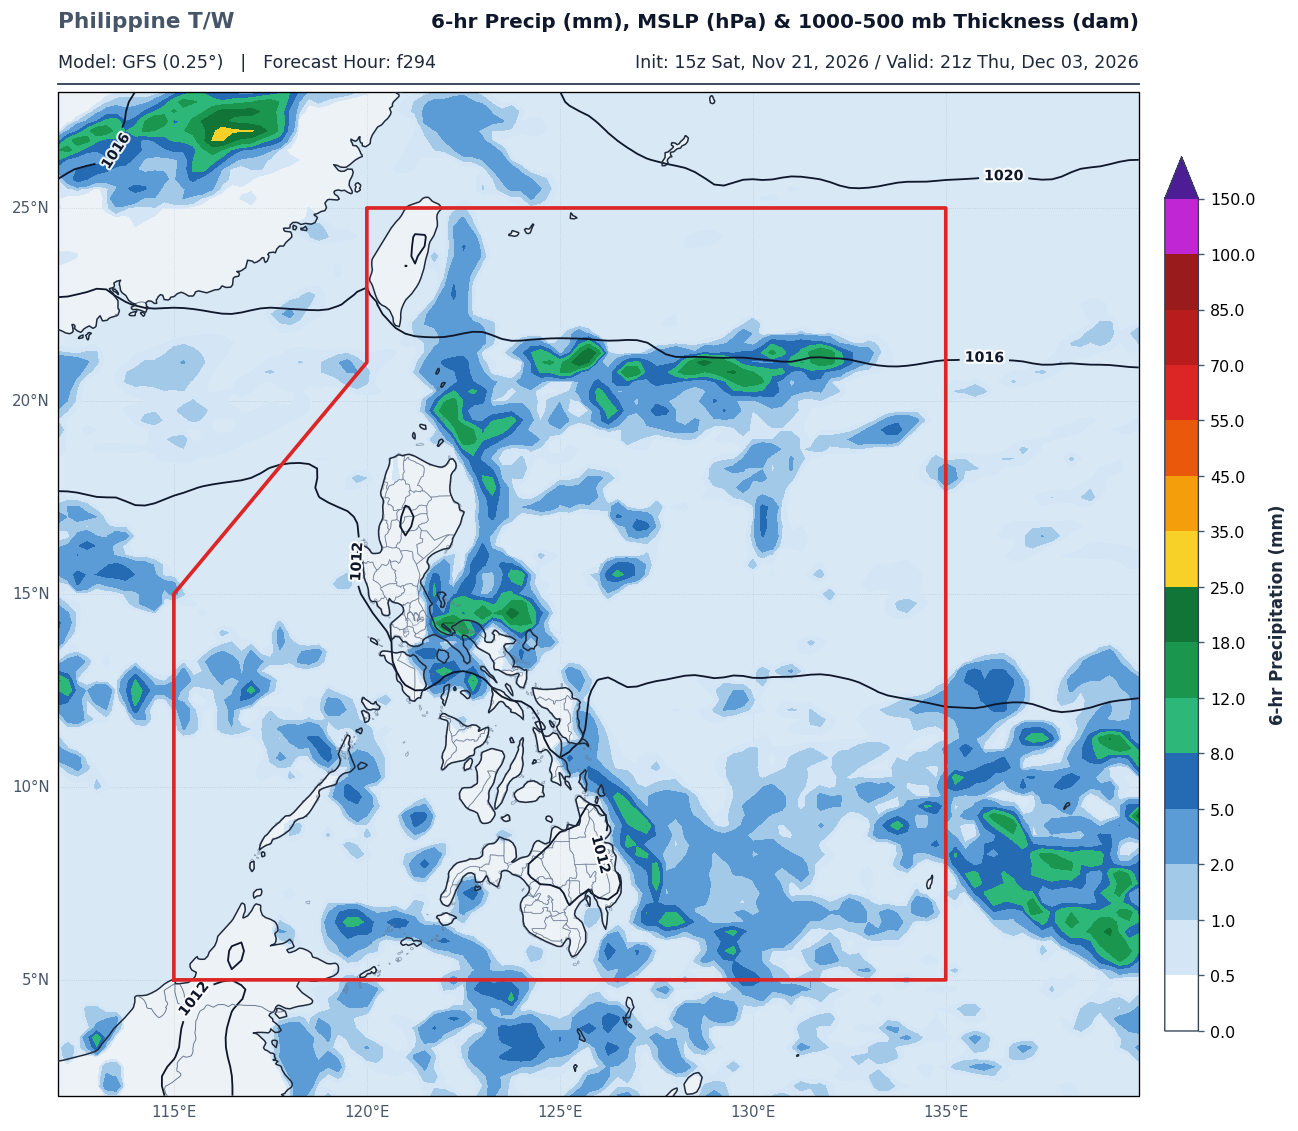 Philippine T/W
6-hr Precip (mm), MSLP (hPa) & 1000-500 mb Thickness (dam)
Model: GFS (0.25°) | Forecast Hour: f294
Init: 15z Sat, Nov 21, 2026 / Valid: 21z Thu, Dec 03, 2026
1016
1020
1016
1012
1012
1012
25°N
20°N
15°N
10°N
5°N
115°E
120°E
125°E
130°E
135°E
150.0
100.0
85.0
70.0
55.0
45.0
35.0
25.0
18.0
12.0
8.0
5.0
2.0
1.0
0.5
0.0
6-hr Precipitation (mm)